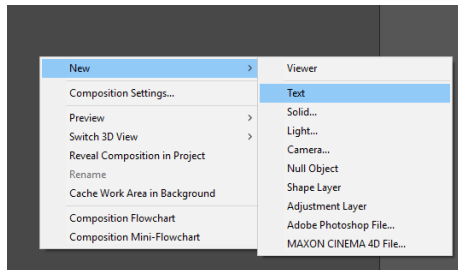 New
Composition Settings...
Preview
Switch 3D View
Reveal Composition in Project
Rename
Cache Work Area in Background
Composition Flowchart
Composition Mini-Flowchart
Viewer
Text
Solid...
Light...
Camera...
Null Object
Shape Layer
Adjustment Layer
Adobe Photoshop File...
MAXON CINEMA 4D File...